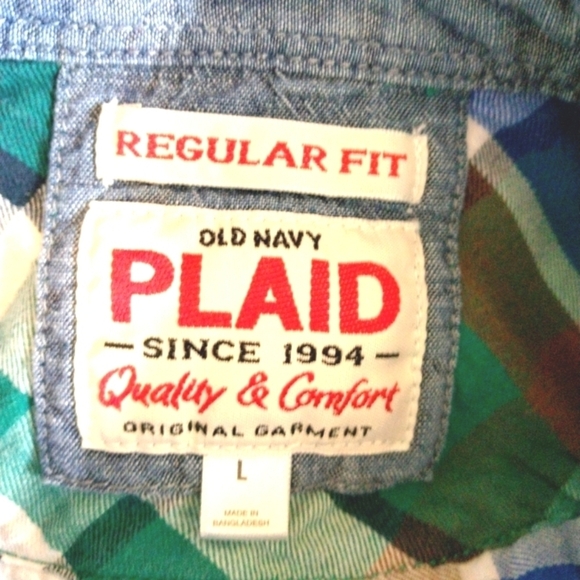 REGULAR FIT
OLD NAVY
PLAID
SINCE 1994
Quality & Comfort
ORIGINAL GARMENT
L
MADE IN
BANGLADESH